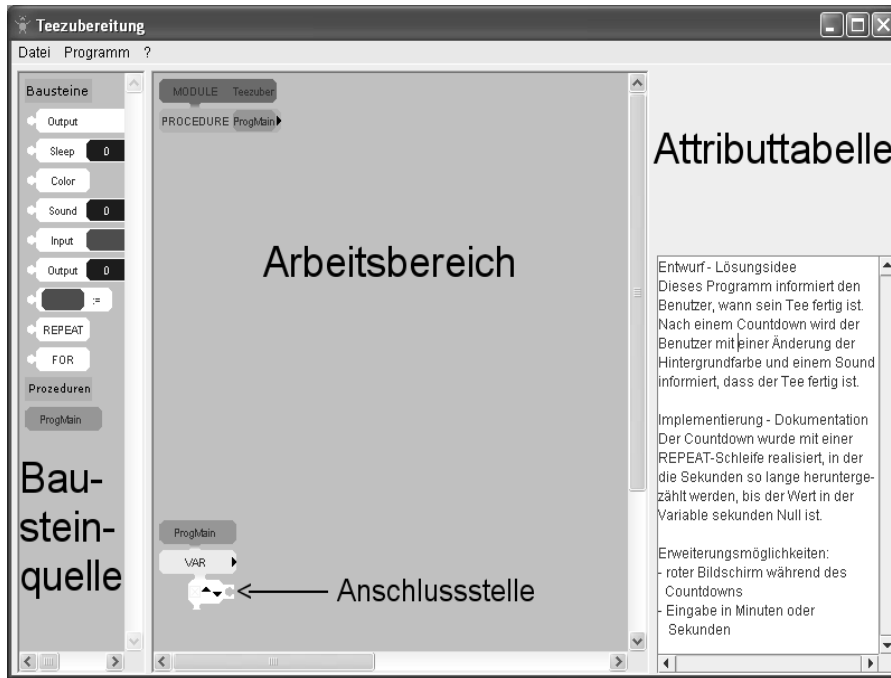 Teezubereitung
Datei Programm ?
Bausteine
Output
Sleep 0
Color
Sound 0
Input
Output 0
:=
REPEAT
FOR
Prozeduren
ProgMain
Bau-
stein-
quelle
MODULE Teezuber
PROCEDURE ProgMain
Arbeitsbereich
ProgMain
VAR
Anschlussstelle
Attributtabelle
Entwurf - Lösungsidee
Dieses Programm informiert den
Benutzer, wann sein Tee fertig ist.
Nach einem Countdown wird der
Benutzer mit einer Änderung der
Hintergrundfarbe und einem Sound
informiert, dass der Tee fertig ist.
Implementierung - Dokumentation
Der Countdown wurde mit einer
REPEAT-Schleife realisiert, in der
die Sekunden so lange herunterge-
zählt werden, bis der Wert in der
Variable sekunden Null ist.
Erweiterungsmöglichkeiten:
- roter Bildschirm während des
Countdowns
- Eingabe in Minuten oder
Sekunden